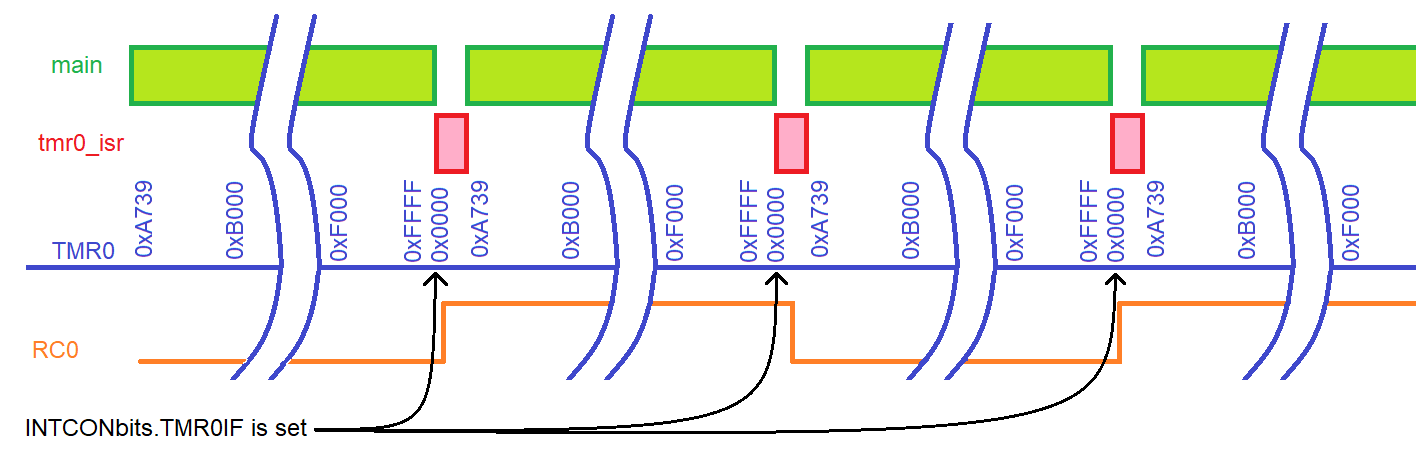 main
tmr0_isr
TMR0
0xA739
0xB000
0xF000
0xFFFF
0x0000
0xA739
0xB000
0xF000
0xFFFF
0x0000
0xA739
0xB000
0xF000
0xFFFF
0x0000
0xA739
0xB000
0xF000
RC0
INTCONbits.TMR0IF is set